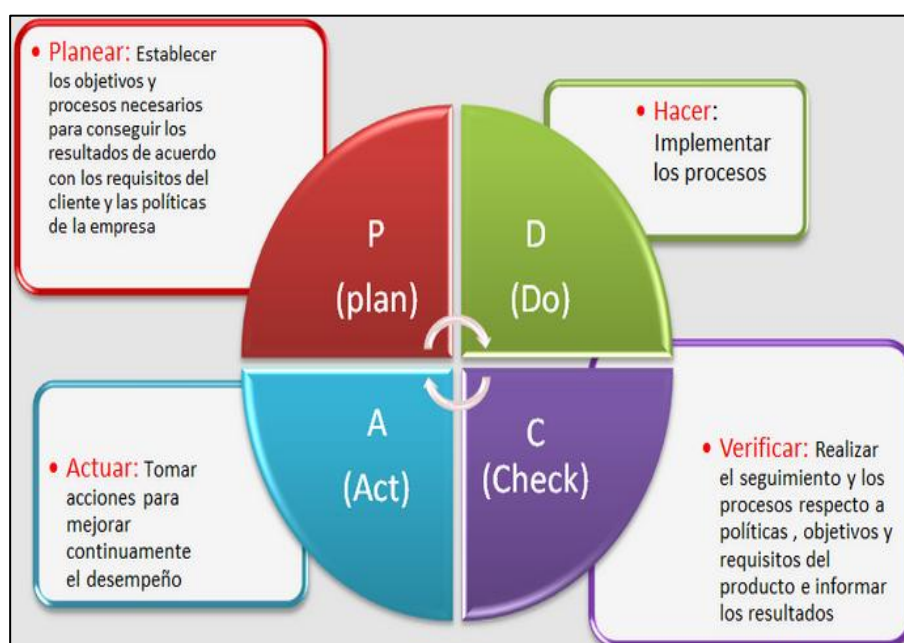 • Planear: Establecer
los objetivos y
procesos necesarios
para conseguir los
resultados de acuerdo
con los requisitos del
cliente y las políticas
de la empresa
P
(plan)
D
(Do)
• Hacer:
Implementar
los procesos
• Actuar: Tomar
acciones para
mejorar
continuamente
el desempeño
A
(Act)
C
(Check)
• Verificar: Realizar
el seguimiento y los
procesos respecto a
políticas , objetivos y
requisitos del
producto e informar
los resultados